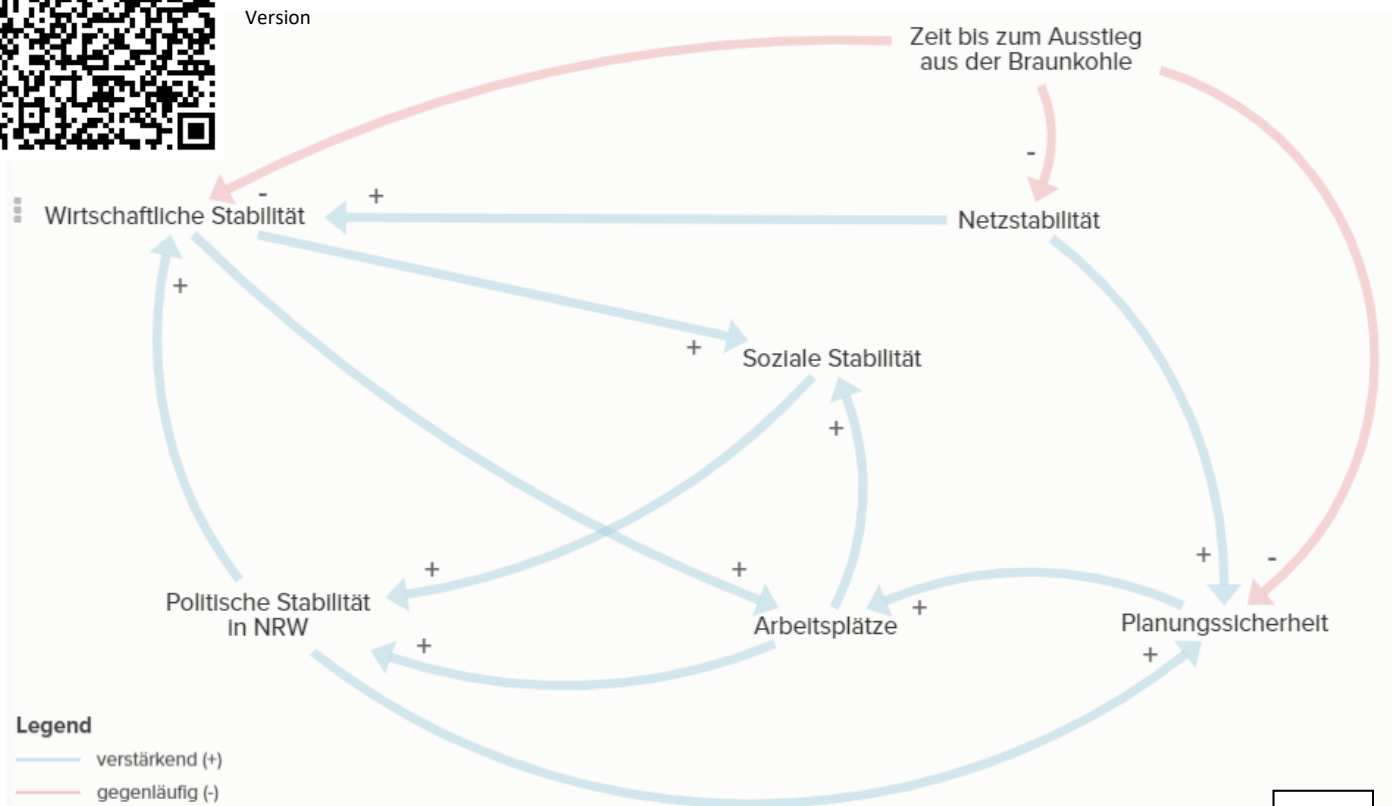 Version
Zeit bis zum Ausstieg
aus der Braunkohle
-
-
+
Wirtschaftliche Stabilität
Netzstabilität
+
+
Soziale Stabilität
+
+
+
+
-
Politische Stabilität
in NRW
Arbeitsplätze
+
Planungssicherheit
+
+
Legend
verstärkend (+)
gegenläufig (-)